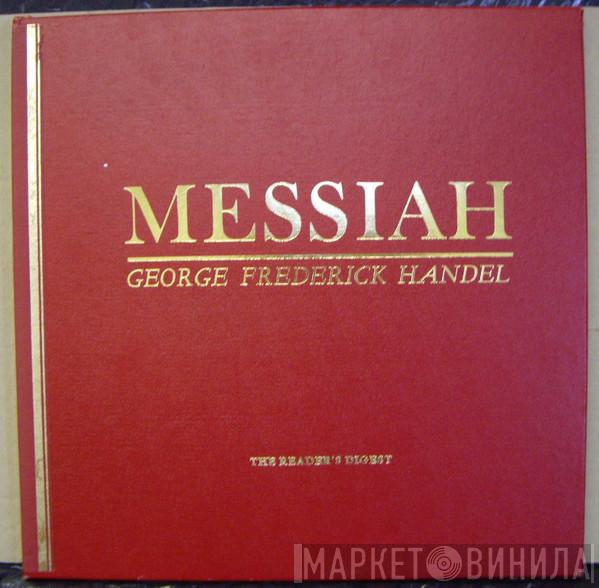 MESSIAH
GEORGE FREDERICK HANDEL
THE READER'S DIGEST
МАРКЕТ ВИНИЛА